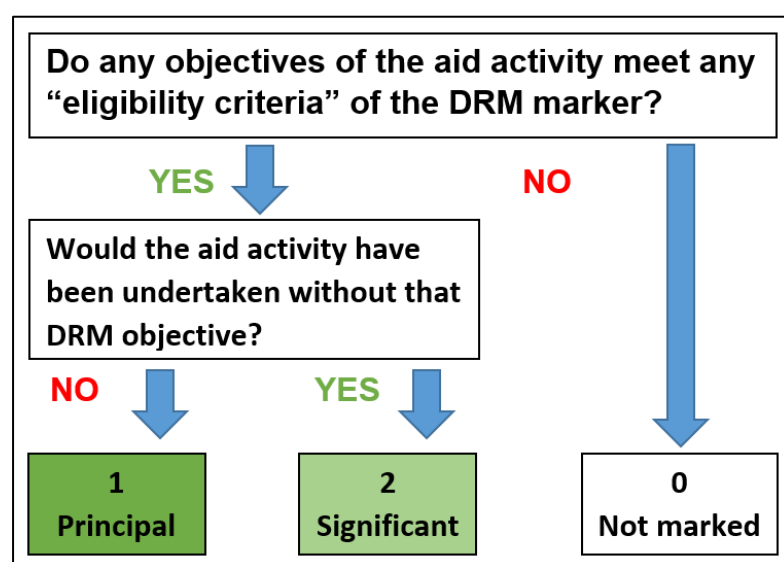 Do any objectives of the aid activity meet any
“eligibility criteria” of the DRM marker?
YES
NO
Would the aid activity have
been undertaken without that
DRM objective?
NO
YES
1
Principal
2
Significant
0
Not marked